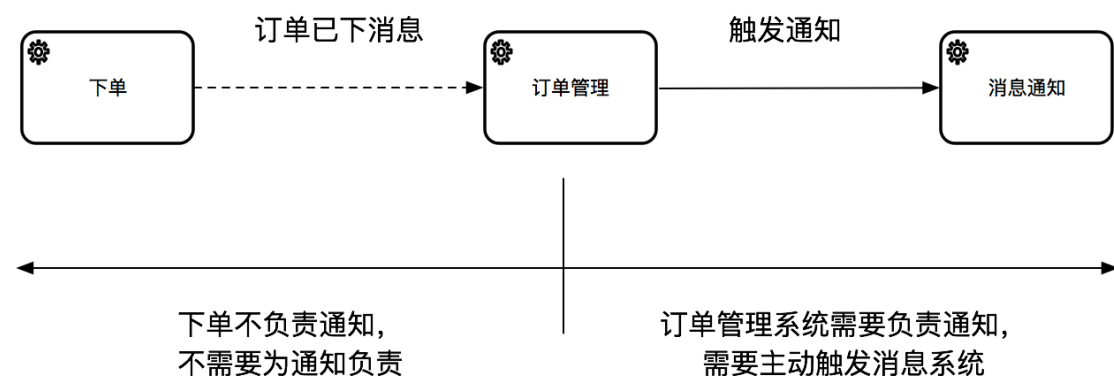 订单已下消息
触发通知
下单
订单管理
消息通知
下单不负责通知，
不需要为通知负责
订单管理系统需要负责通知，
需要主动触发消息系统